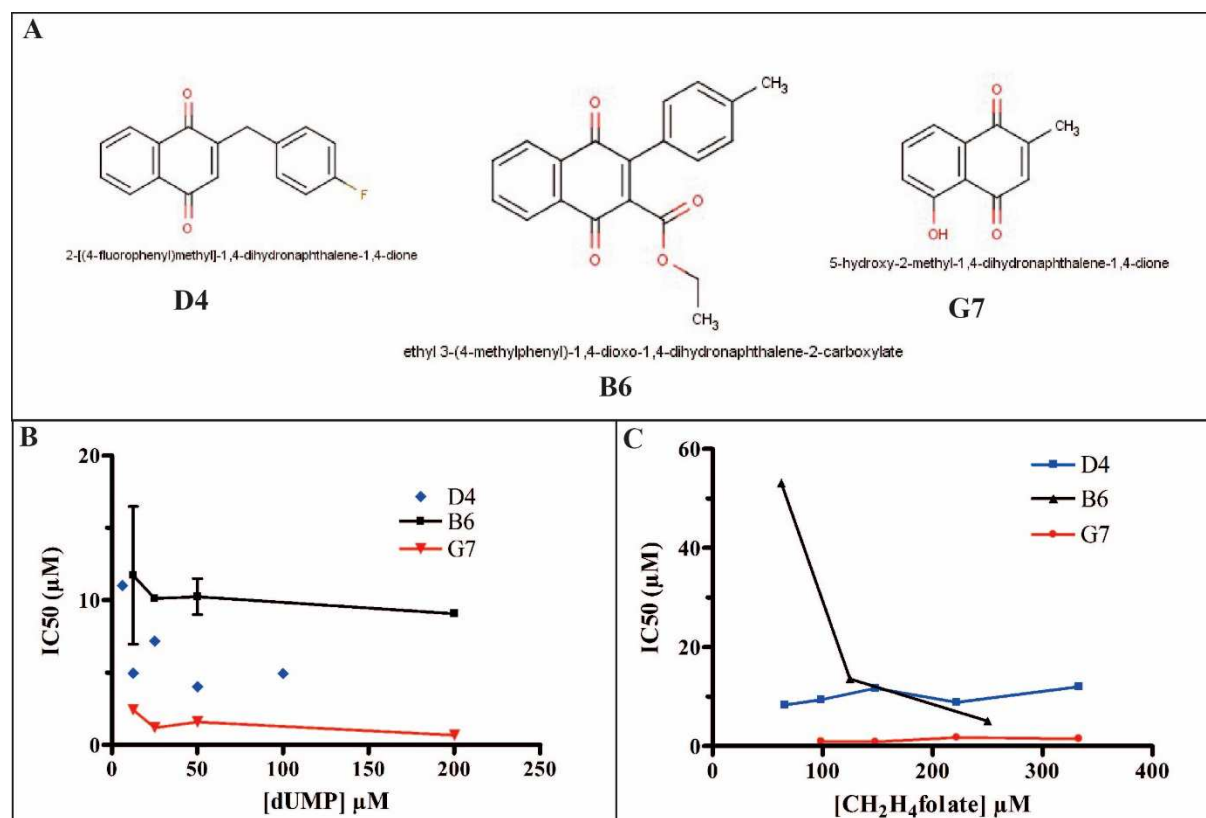 A
O
O
F
2-[(4-fluorophenyl)methyl]-1,4-dihydronaphthalene-1,4-dione
D4
CH3
O
O
O
O
CH3
ethyl 3-(4-methylphenyl)-1,4-dioxo-1,4-dihydronaphthalene-2-carboxylate
B6
O
CH3
OH
O
5-hydroxy-2-methyl-1,4-dihydronaphthalene-1,4-dione
G7
B
20
10
0
IC50 (µM)
D4
B6
G7
0 50 100 150 200 250
[dUMP] µM
C
60
40
20
0
IC50 (µM)
D4
B6
G7
0 100 200 300 400
[CH2H4folate] µM